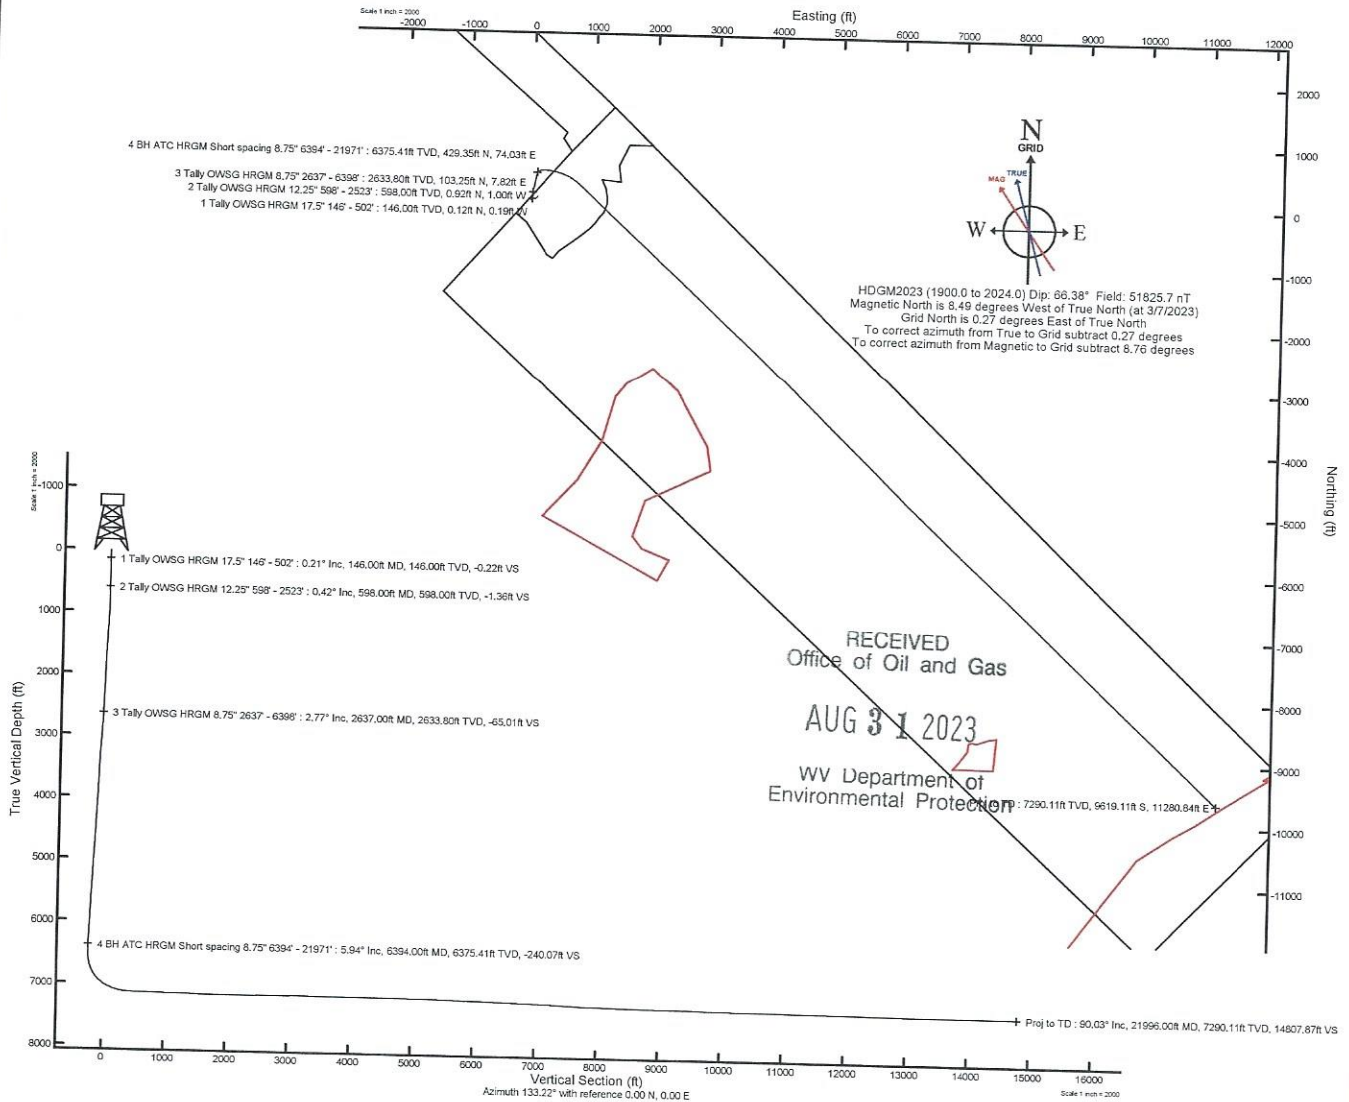 Scale 1 inch = 2000
Easting (ft)
-2000 -1000 0 1000 2000 3000 4000 5000 6000 7000 8000 9000 10000 11000 12000
4 BH ATC HRGM Short spacing 8.75" 6394' - 21971' : 6375.41ft TVD, 429.35ft N, 74.03ft E
3 Tally OWSG HRGM 8.75" 2637' - 6398' : 2633.80ft TVD, 103.25ft N, 7.82ft E
2 Tally OWSG HRGM 12.25" 598' - 2523' : 598.00ft TVD, 0.92ft N, 1.00ft W
1 Tally OWSG HRGM 17.5" 146' - 502' : 146.00ft TVD, 0.12ft N, 0.19ft W
N
GRID
MAG TRUE
W E
HDGM2023 (1900.0 to 2024.0) Dip: 66.38° Field: 51825.7 nT
Magnetic North is 8.49 degrees West of True North (at 3/7/2023)
Grid North is 0.27 degrees East of True North
To correct azimuth from True to Grid subtract 0.27 degrees
To correct azimuth from Magnetic to Grid subtract 8.76 degrees
2000
1000
0
-1000
-2000
-3000
-4000
-5000
-6000
-7000
-8000
-9000
-10000
-11000
Northing (ft)
Scale 1 inch = 2000
-1000
0
1000
2000
3000
4000
5000
6000
7000
8000
True Vertical Depth (ft)
1 Tally OWSG HRGM 17.5" 146' - 502' : 0.21° Inc, 146.00ft MD, 146.00ft TVD, -0.22ft VS
2 Tally OWSG HRGM 12.25" 598' - 2523' : 0.42° Inc, 598.00ft MD, 598.00ft TVD, -1.36ft VS
3 Tally OWSG HRGM 8.75" 2637' - 6398' : 2.77° Inc, 2637.00ft MD, 2633.80ft TVD, -65.01ft VS
RECEIVED
Office of Oil and Gas
AUG 31 2023
WV Department of
Environmental Protection
TD : 7290.11ft TVD, 9619.11ft S, 11280.84ft E
4 BH ATC HRGM Short spacing 8.75" 6394' - 21971' : 5.94° Inc, 6394.00ft MD, 6375.41ft TVD, -240.07ft VS
Proj to TD : 90.03° Inc, 21996.00ft MD, 7290.11ft TVD, 14807.87ft VS
0 1000 2000 3000 4000 5000 6000 7000 8000 9000 10000 11000 12000 13000 14000 15000 16000
Vertical Section (ft)
Azimuth 133.22° with reference 0.00 N, 0.00 E
Scale 1 inch = 2000